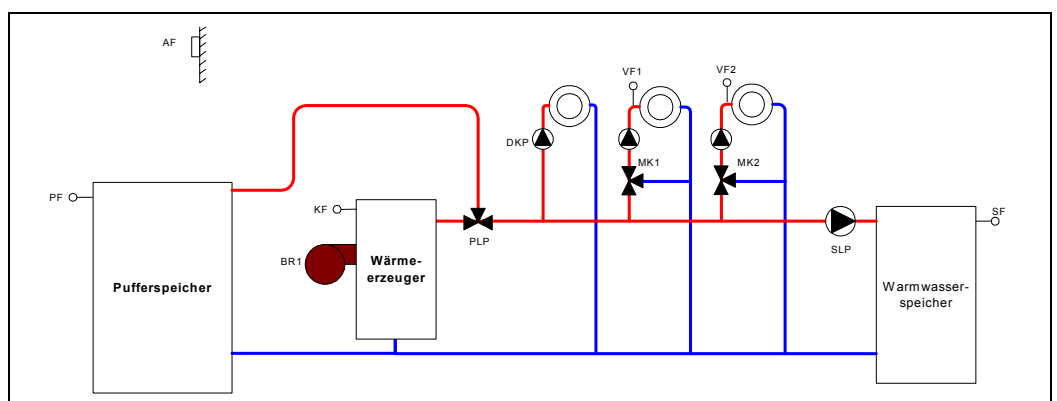 AF
VF1
VF2
DKP
MK1
MK2
PF
KF
SF
PLP
SLP
BR1
Wärme-
erzeuger
Pufferspeicher
Warmwasser-
speicher